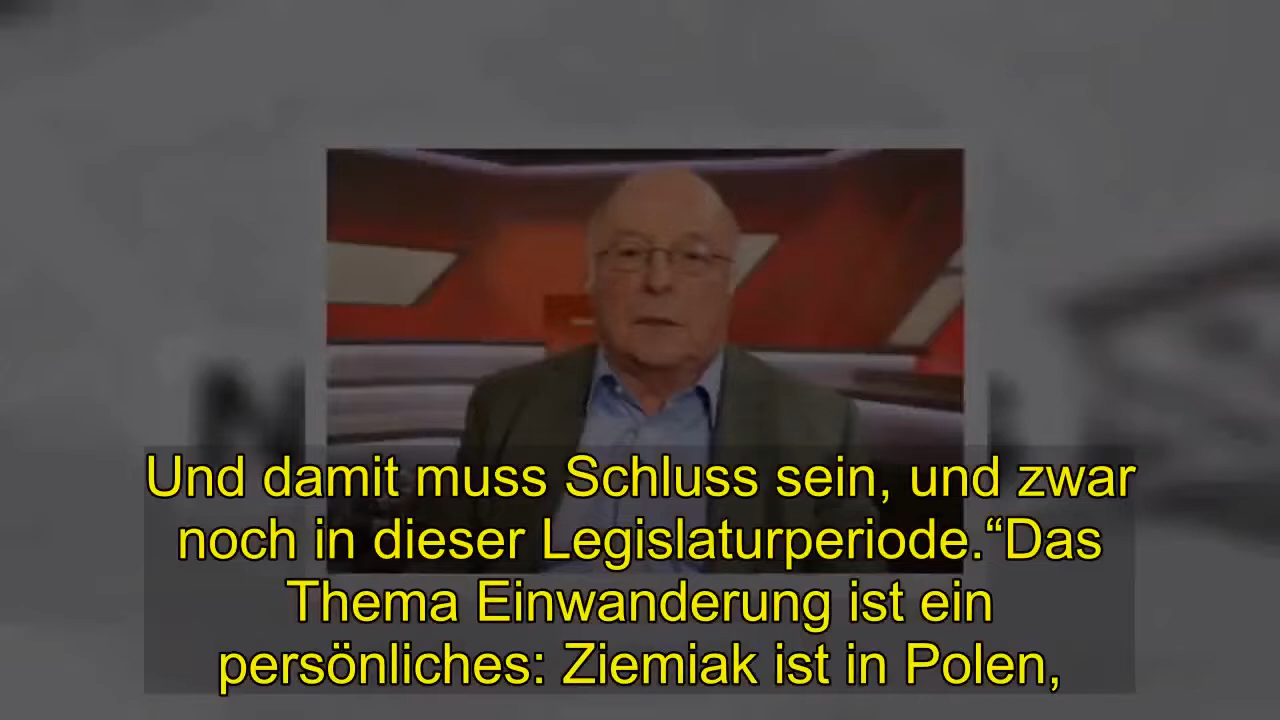 Und damit muss Schluss sein, und zwar
noch in dieser Legislaturperiode.“Das
Thema Einwanderung ist ein
persönliches: Ziemiak ist in Polen,